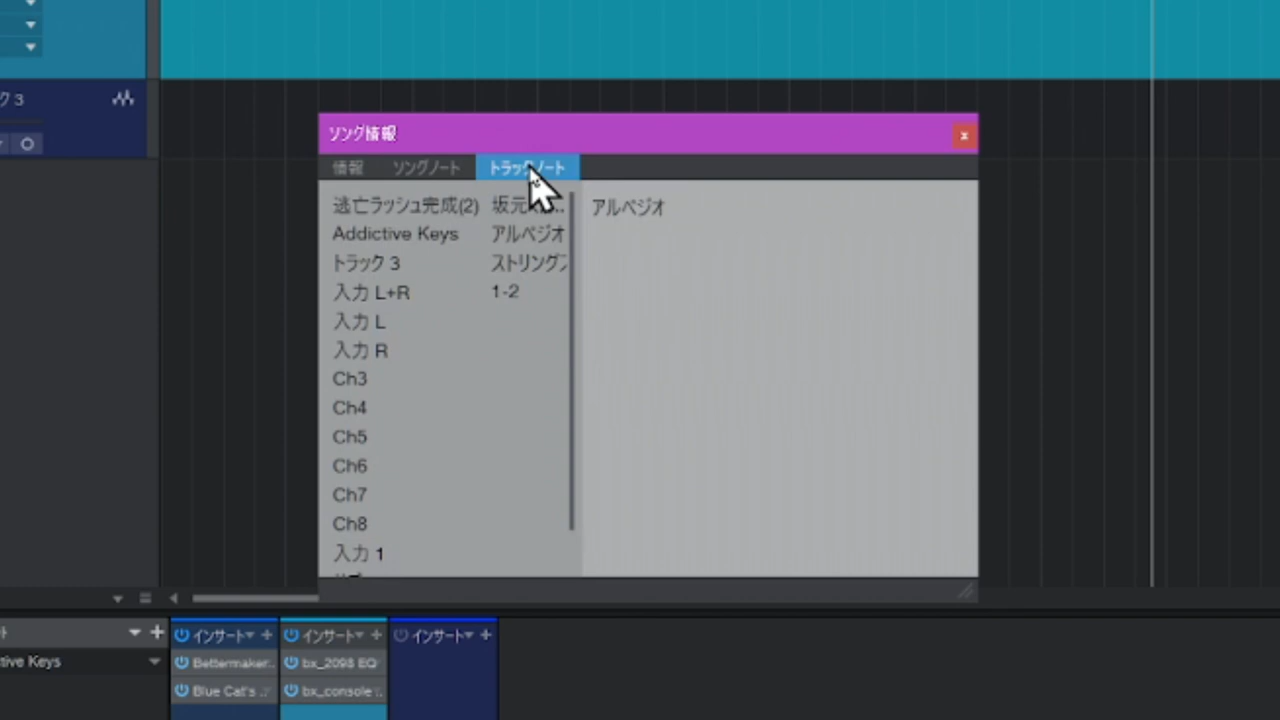 ク 3
ソング情報
情報 ソングノート トラックノート
逃亡ラッシュ完成(2) 坂元
アルペジオ
Addictive Keys アルペジオ
トラック 3 ストリング
入力 L+R 1-2
入力 L
入力 R
Ch3
Ch4
Ch5
Ch6
Ch7
Ch8
入力 1
インサート インサート インサート
tive Keys Bettermaker.. bx_2098 EQ
Blue Cat's .. bx_console